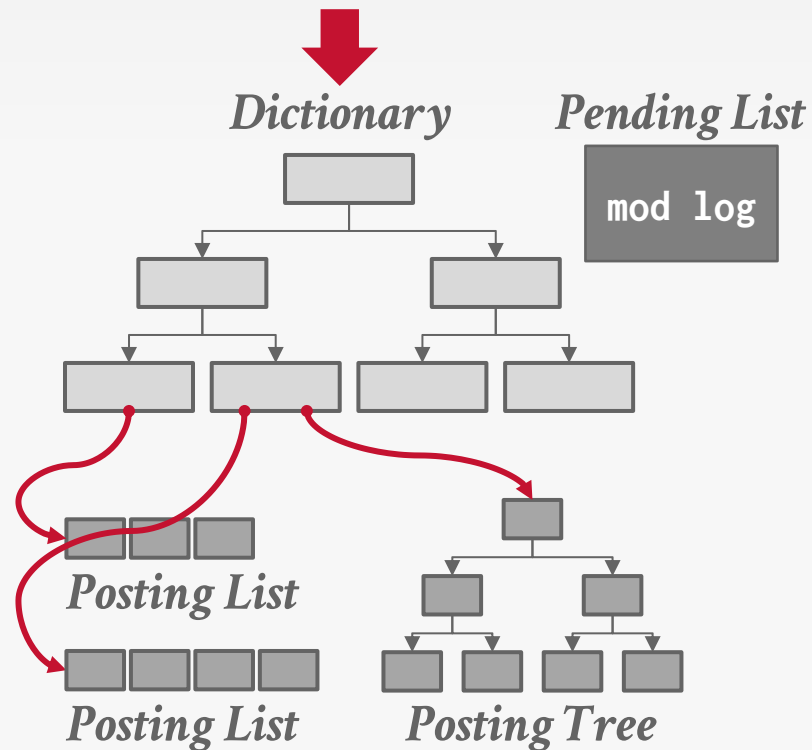 Dictionary
Pending List
mod log
Posting List
Posting List
Posting Tree